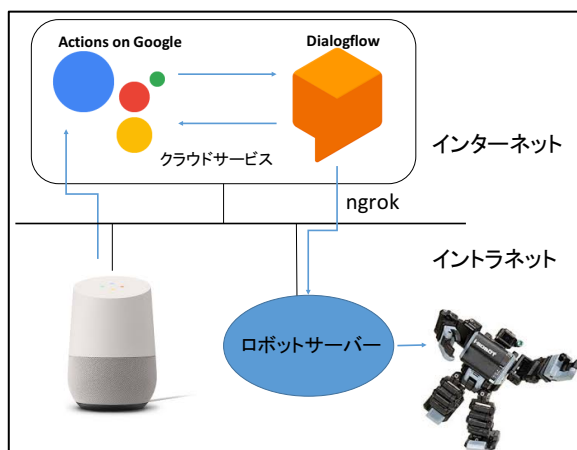 Actions on Google
Dialogflow
クラウドサービス
インターネット
ngrok
イントラネット
ロボットサーバー